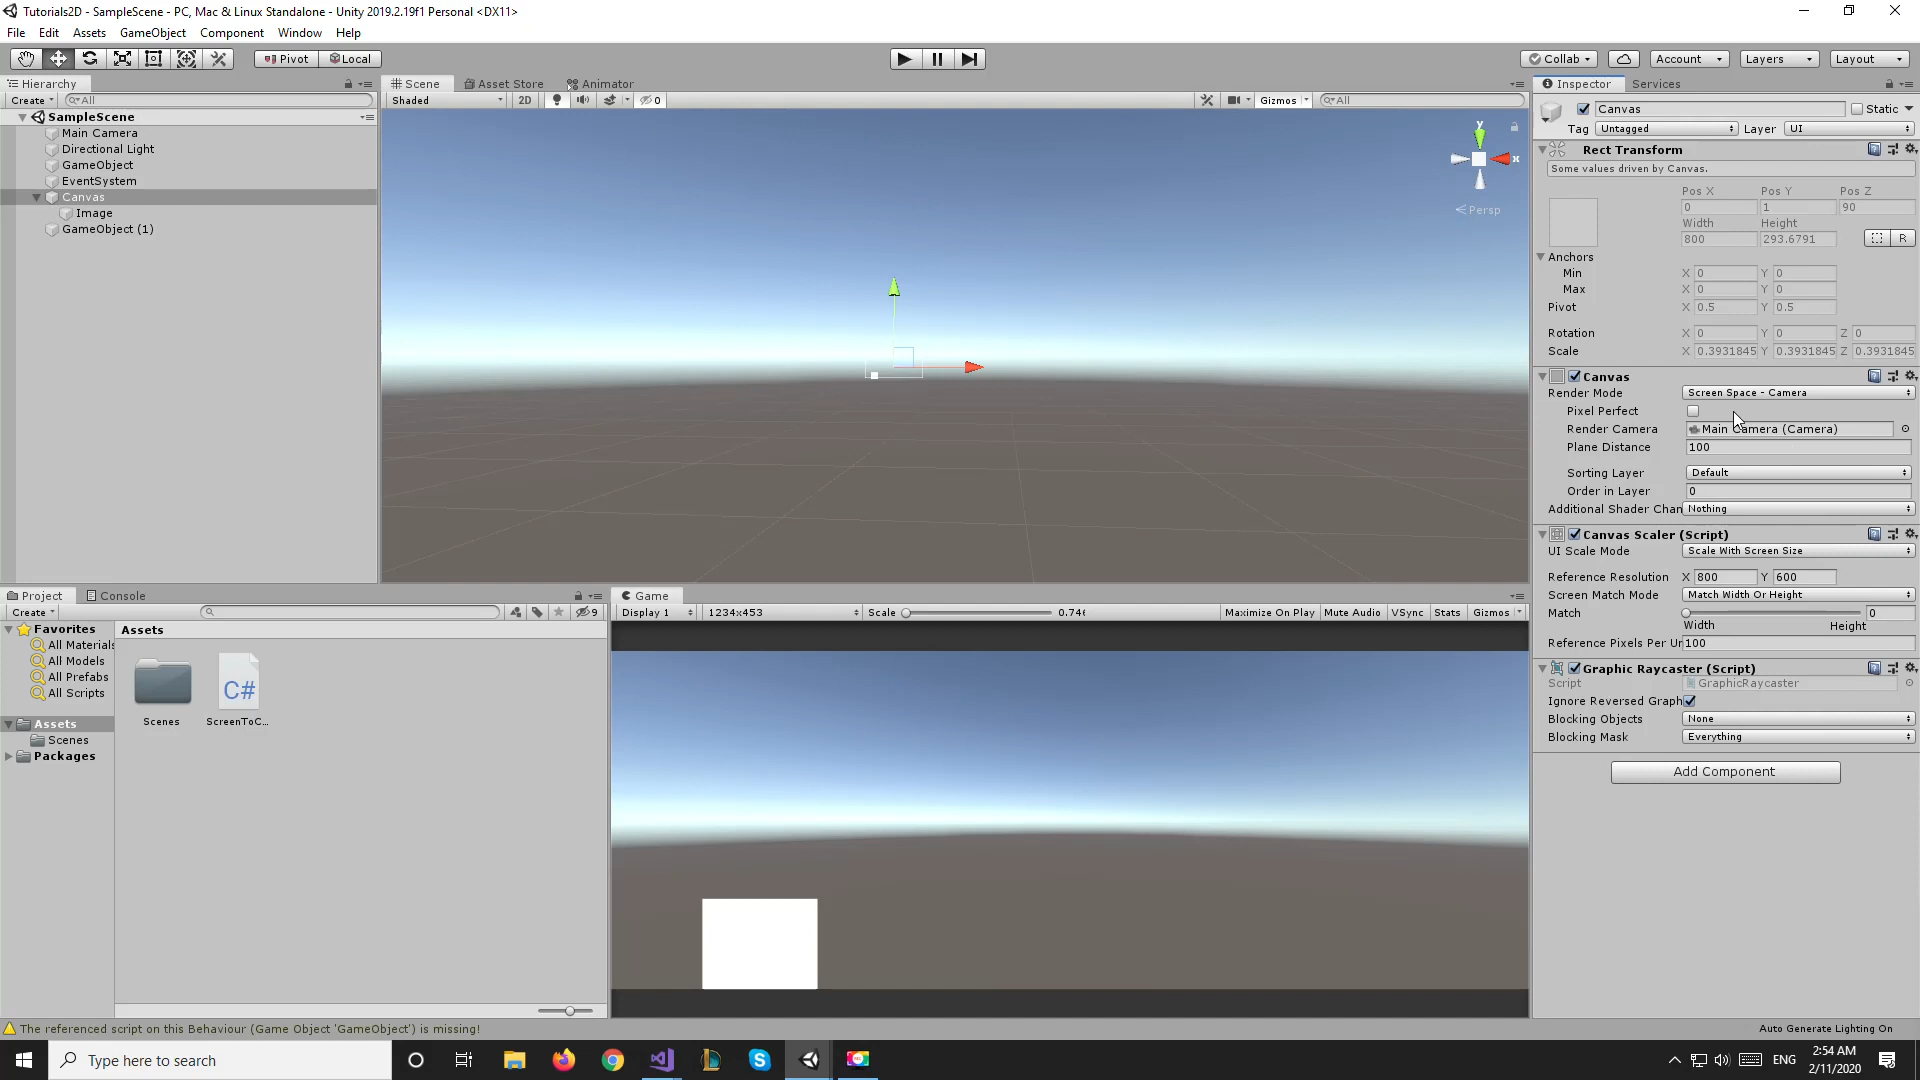 Tutorials2D - SampleScene - PC, Mac & Linux Standalone - Unity 2019.2.19f1 Personal <DX11>
File Edit Assets GameObject Component Window Help
Pivot Local Collab Account Layers Layout
Hierarchy
Create All
SampleScene
Main Camera
Directional Light
GameObject
EventSystem
Canvas
Image
GameObject (1)
Scene Asset Store Animator
Shaded 2D 0 Gizmos All
y
x
Persp
Inspector Services
Canvas Static
Tag Untagged Layer UI
Rect Transform
Some values driven by Canvas.
Pos X Pos Y Pos Z
0 1 90
Width Height
800 293.6791 R
Anchors
Min X 0 Y 0
Max X 0 Y 0
Pivot X 0.5 Y 0.5
Rotation X 0 Y 0 Z 0
Scale X 0.3931845 Y 0.3931845 Z 0.3931845
Canvas
Render Mode Screen Space - Camera
Pixel Perfect
Render Camera Main Camera (Camera)
Plane Distance 100
Sorting Layer Default
Order in Layer 0
Additional Shader Chan Nothing
Canvas Scaler (Script)
UI Scale Mode Scale With Screen Size
Reference Resolution X 800 Y 600
Screen Match Mode Match Width Or Height
Match 0
Width Height
Reference Pixels Per Ur 100
Graphic Raycaster (Script)
Script GraphicRaycaster
Ignore Reversed Graph
Blocking Objects None
Blocking Mask Everything
Add Component
Project Console
Create 9
Favorites
All Materials
All Models
All Prefabs
All Scripts
Assets
Scenes
Packages
Assets
C#
Scenes ScreenToC...
Game
Display 1 1234x453 Scale 0.746 Maximize On Play Mute Audio VSync Stats Gizmos
The referenced script on this Behaviour (Game Object 'GameObject') is missing!
Auto Generate Lighting On
Type here to search
ENG
2:54 AM
2/11/2020